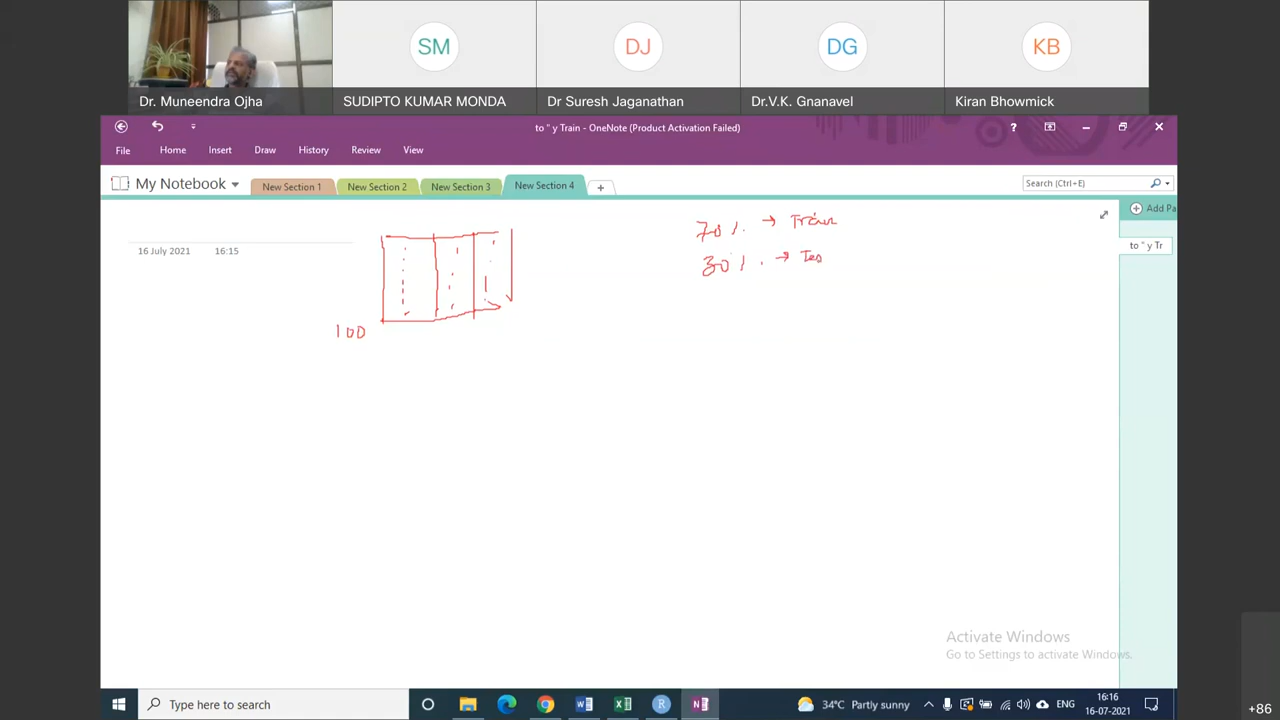 SM
DJ
DG
KB
Dr. Muneendra Ojha
SUDIPTO KUMAR MONDA
Dr Suresh Jaganathan
Dr.V.K. Gnanavel
Kiran Bhowmick
to " y Train - OneNote (Product Activation Failed)
?
File
Home
Insert
Draw
History
Review
View
My Notebook
New Section 1
New Section 2
New Section 3
New Section 4
Search (Ctrl+E)
Add Pa
to " y Tr
16 July 2021
16:15
70 %. → Train
30 %. → Tes
100
Activate Windows
Go to Settings to activate Windows.
Type here to search
34°C Partly sunny
ENG
16:16
16-07-2021
+86